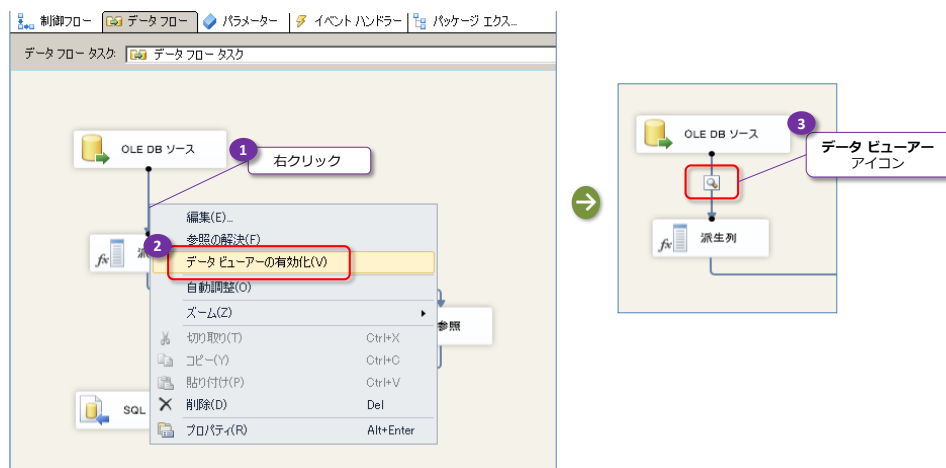 制御フロー データ フロー パラメーター イベント ハンドラー パッケージ エクス...
データ フロー タスク: データ フロー タスク
OLE DB ソース
1
右クリック
編集(E)...
参照の解決(F)
2
データ ビューアーの有効化(V)
自動調整(O)
ズーム(Z)
切り取り(T) Ctrl+X
コピー(Y) Ctrl+C
貼り付け(P) Ctrl+V
削除(D) Del
プロパティ(R) Alt+Enter
fx 派
参照
SQL
OLE DB ソース
3
データ ビューアー
アイコン
fx 派生列